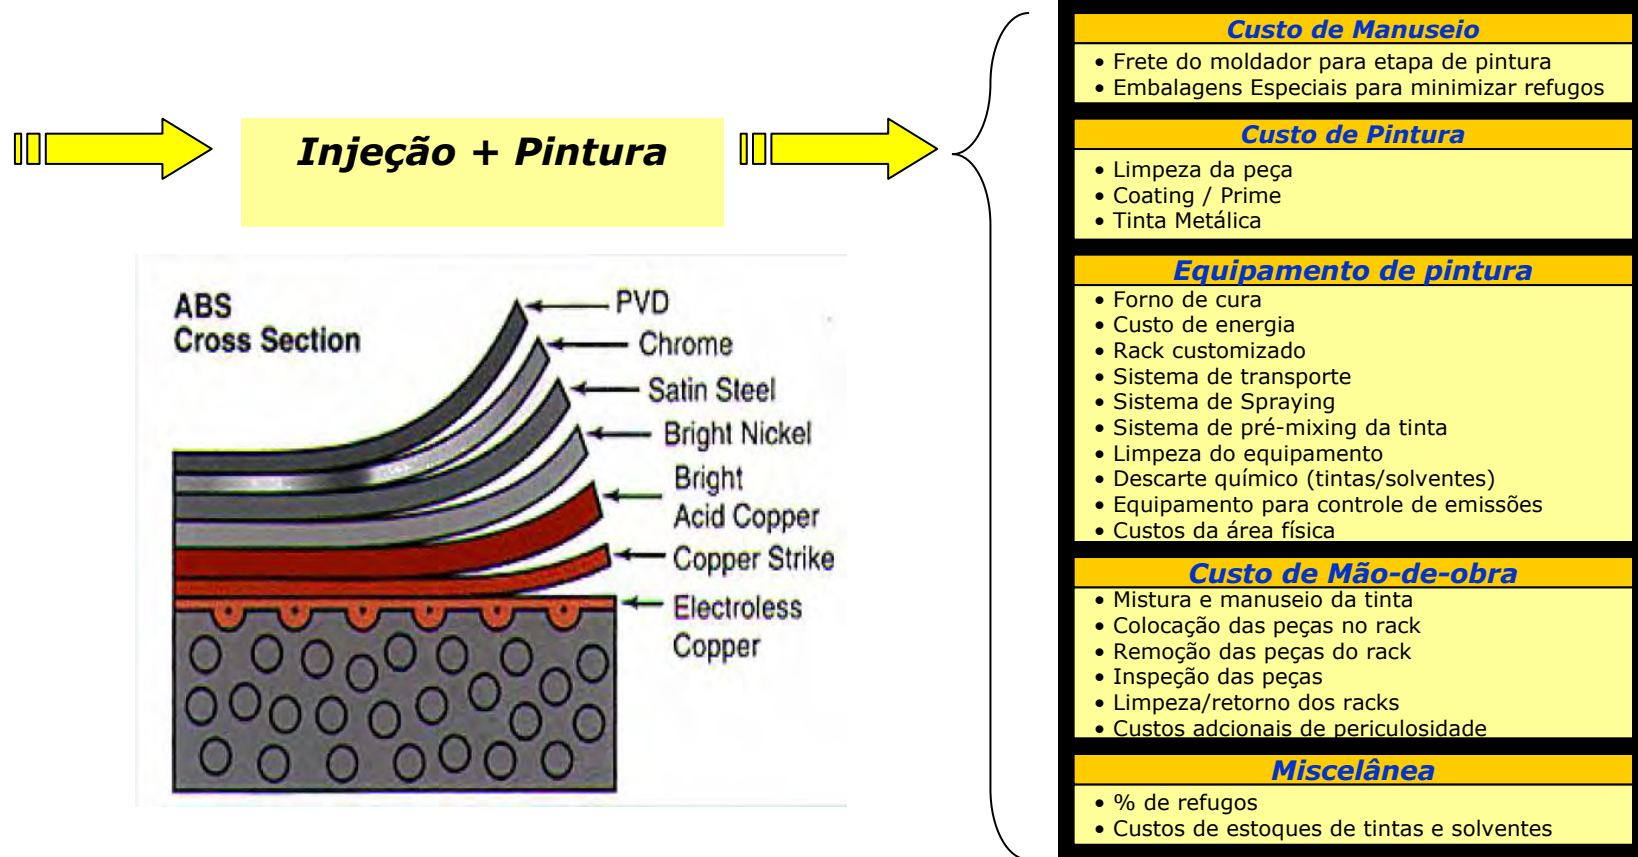 Injeção + Pintura
ABS
Cross Section
PVD
Chrome
Satin Steel
Bright Nickel
Bright
Acid Copper
Copper Strike
Electroless
Copper
Custo de Manuseio
• Frete do moldador para etapa de pintura
• Embalagens Especiais para minimizar refugos
Custo de Pintura
• Limpeza da peça
• Coating / Prime
• Tinta Metálica
Equipamento de pintura
• Forno de cura
• Custo de energia
• Rack customizado
• Sistema de transporte
• Sistema de Spraying
• Sistema de pré-mixing da tinta
• Limpeza do equipamento
• Descarte químico (tintas/solventes)
• Equipamento para controle de emissões
• Custos da área física
Custo de Mão-de-obra
• Mistura e manuseio da tinta
• Colocação das peças no rack
• Remoção das peças do rack
• Inspeção das peças
• Limpeza/retorno dos racks
• Custos adcionais de periculosidade
Miscelânea
• % de refugos
• Custos de estoques de tintas e solventes